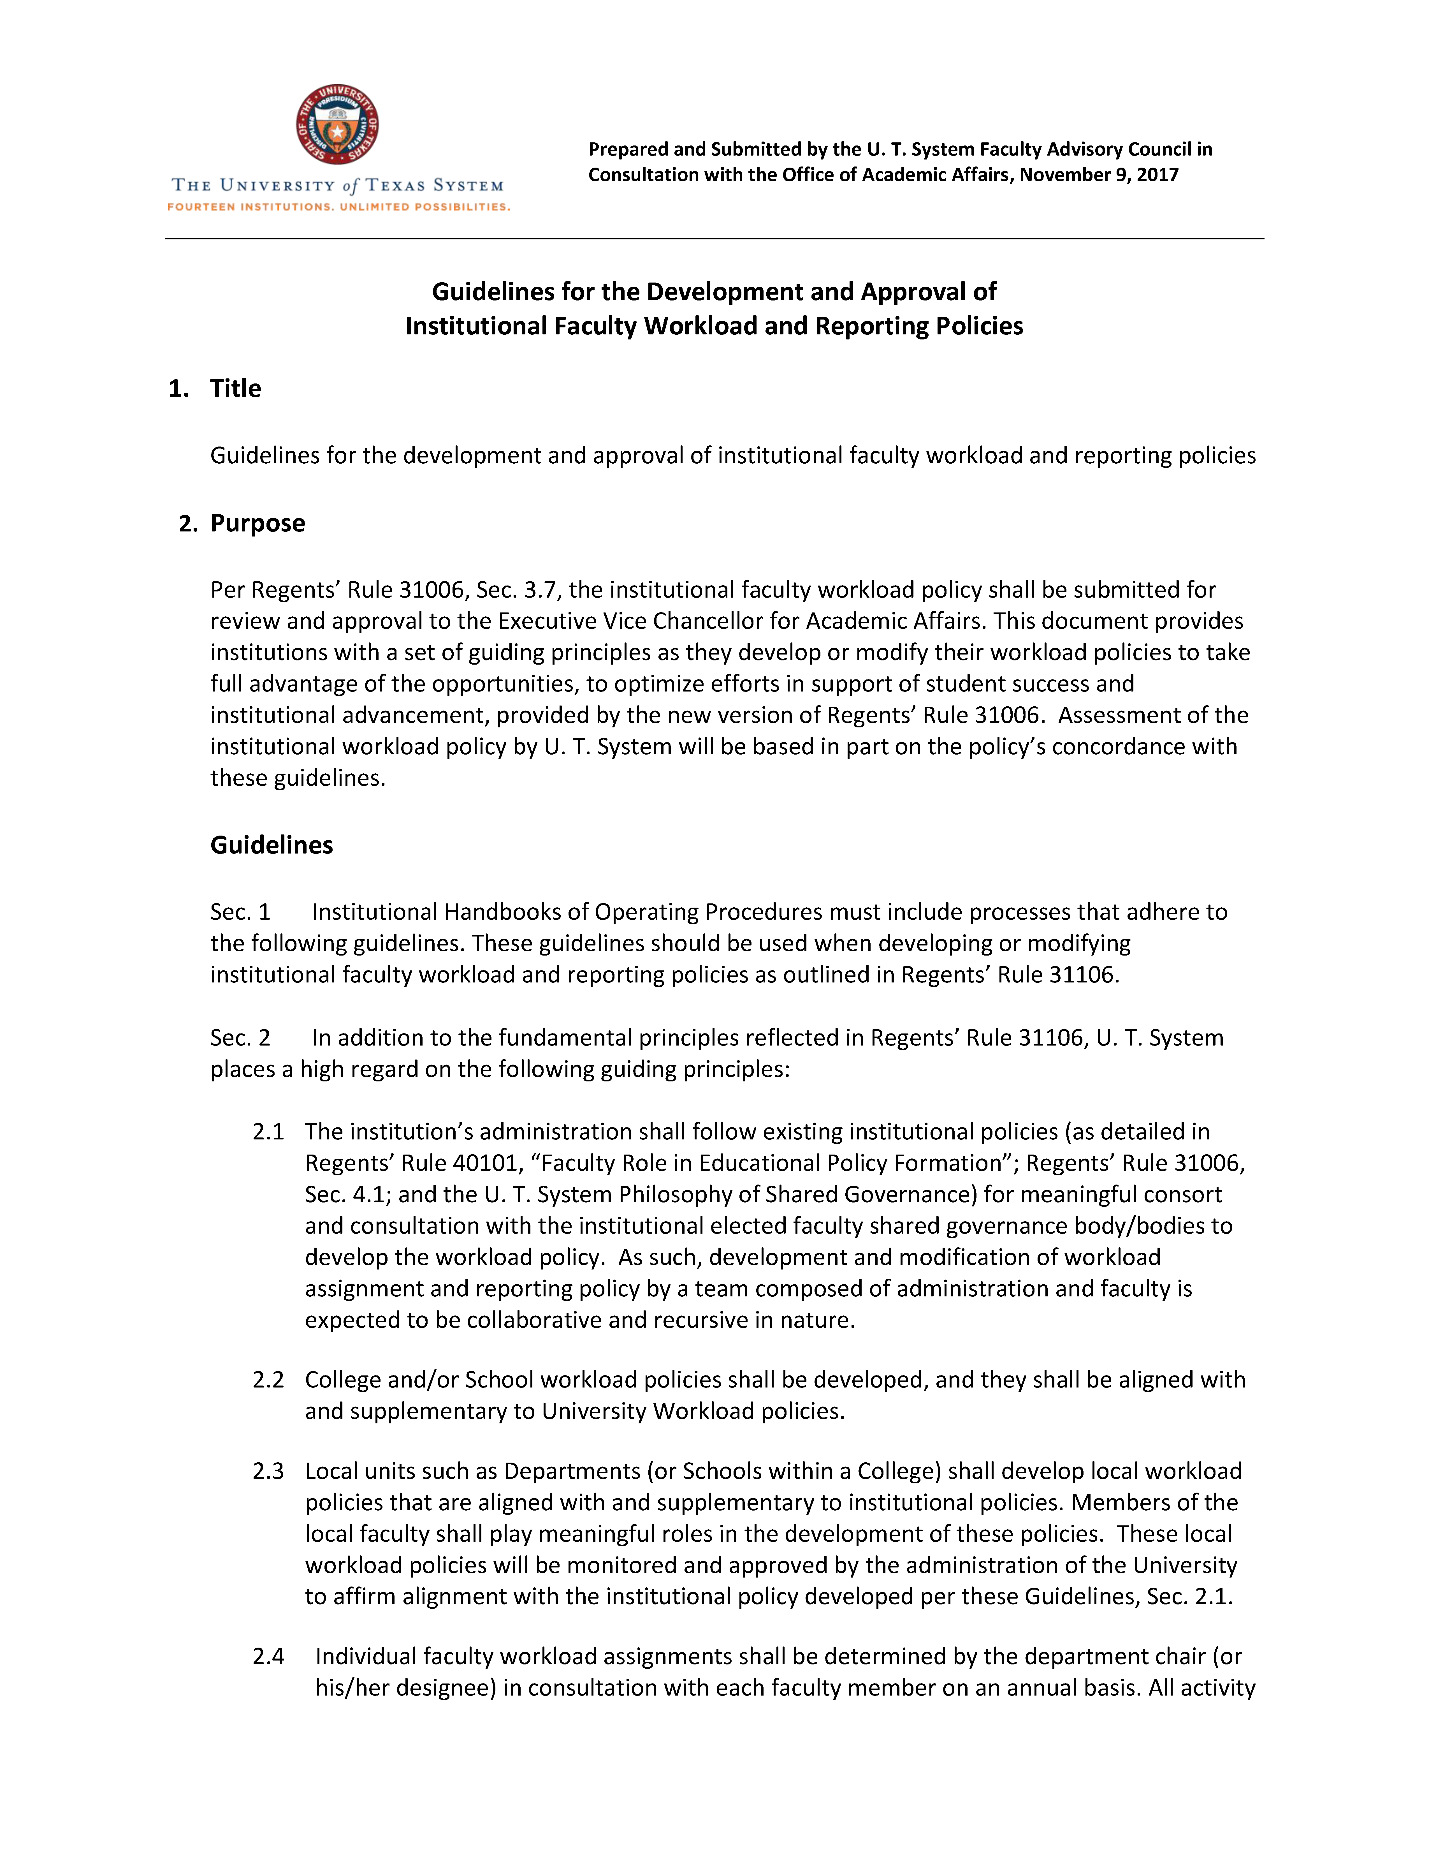 THE UNIVERSITY of TEXAS SYSTEM
FOURTEEN INSTITUTIONS. UNLIMITED POSSIBILITIES.
Prepared and Submitted by the U. T. System Faculty Advisory Council in
Consultation with the Office of Academic Affairs, November 9, 2017
Guidelines for the Development and Approval of
Institutional Faculty Workload and Reporting Policies
1. Title
Guidelines for the development and approval of institutional faculty workload and reporting policies
2. Purpose
Per Regents’ Rule 31006, Sec. 3.7, the institutional faculty workload policy shall be submitted for
review and approval to the Executive Vice Chancellor for Academic Affairs. This document provides
institutions with a set of guiding principles as they develop or modify their workload policies to take
full advantage of the opportunities, to optimize efforts in support of student success and
institutional advancement, provided by the new version of Regents’ Rule 31006. Assessment of the
institutional workload policy by U. T. System will be based in part on the policy’s concordance with
these guidelines.
Guidelines
Sec. 1 Institutional Handbooks of Operating Procedures must include processes that adhere to
the following guidelines. These guidelines should be used when developing or modifying
institutional faculty workload and reporting policies as outlined in Regents’ Rule 31106.
Sec. 2 In addition to the fundamental principles reflected in Regents’ Rule 31106, U. T. System
places a high regard on the following guiding principles:
2.1 The institution’s administration shall follow existing institutional policies (as detailed in
Regents’ Rule 40101, “Faculty Role in Educational Policy Formation”; Regents’ Rule 31006,
Sec. 4.1; and the U. T. System Philosophy of Shared Governance) for meaningful consort
and consultation with the institutional elected faculty shared governance body/bodies to
develop the workload policy. As such, development and modification of workload
assignment and reporting policy by a team composed of administration and faculty is
expected to be collaborative and recursive in nature.
2.2 College and/or School workload policies shall be developed, and they shall be aligned with
and supplementary to University Workload policies.
2.3 Local units such as Departments (or Schools within a College) shall develop local workload
policies that are aligned with and supplementary to institutional policies. Members of the
local faculty shall play meaningful roles in the development of these policies. These local
workload policies will be monitored and approved by the administration of the University
to affirm alignment with the institutional policy developed per these Guidelines, Sec. 2.1.
2.4 Individual faculty workload assignments shall be determined by the department chair (or
his/her designee) in consultation with each faculty member on an annual basis. All activity